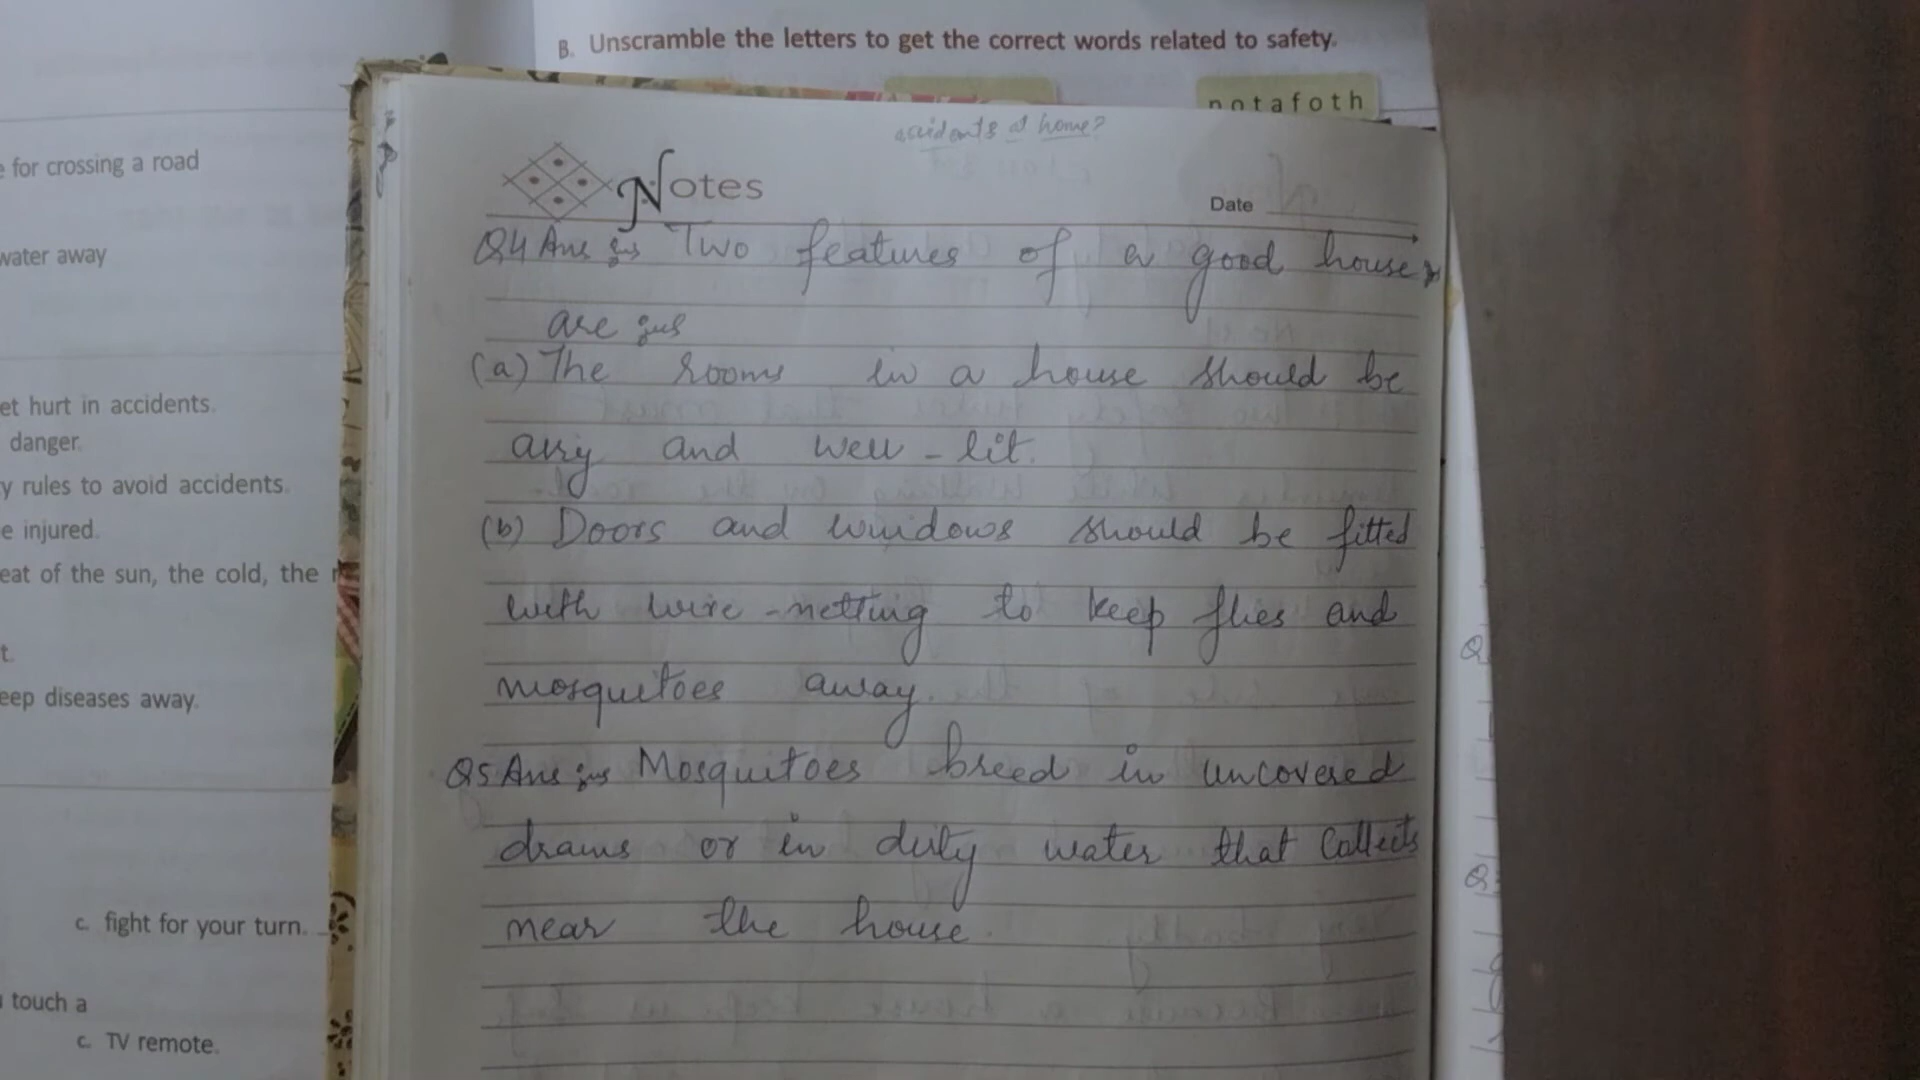 B. Unscramble the letters to get the correct words related to safety.
notafoth
e for crossing a road
water away
et hurt in accidents.
danger.
y rules to avoid accidents.
e injured.
eat of the sun, the cold, the r
t.
eep diseases away.
c. fight for your turn.
touch a
c. TV remote.
accidents at home?
Notes
Date
Q4 Ans Two features of a good house
are
(a) The rooms in a house should be
airy and well-lit.
(b) Doors and windows should be fitted
with wire-netting to keep flies and
mosquitoes away.
Q5 Ans Mosquitoes breed in uncovered
drains or in dirty water that collects
near the house.
Q
Q